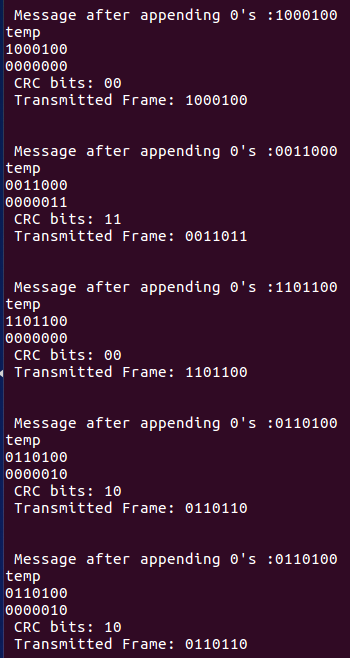 Message after appending 0's :1000100
temp
1000100
0000000
CRC bits: 00
Transmitted Frame: 1000100
Message after appending 0's :0011000
temp
0011000
0000011
CRC bits: 11
Transmitted Frame: 0011011
Message after appending 0's :1101100
temp
1101100
0000000
CRC bits: 00
Transmitted Frame: 1101100
Message after appending 0's :0110100
temp
0110100
0000010
CRC bits: 10
Transmitted Frame: 0110110
Message after appending 0's :0110100
temp
0110100
0000010
CRC bits: 10
Transmitted Frame: 0110110